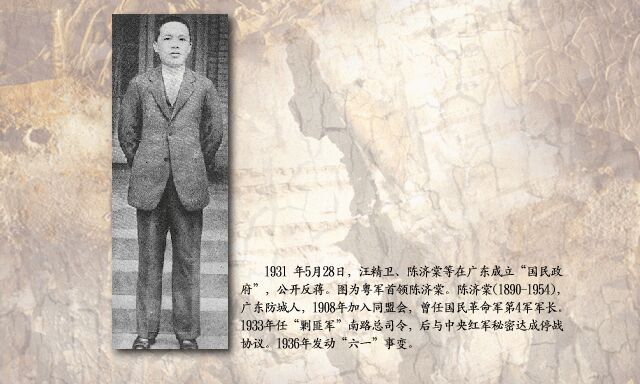 1931 年5月28日，汪精卫、陈济棠等在广东成立“国民政
府”，公开反蒋。图为粤军首领陈济棠。陈济棠(1890-1954)，
广东防城人，1908年加入同盟会，曾任国民革命军第4军军长。
1933年任“剿匪军”南路总司令，后与中央红军秘密达成停战
协议。1936年发动“六一”事变。